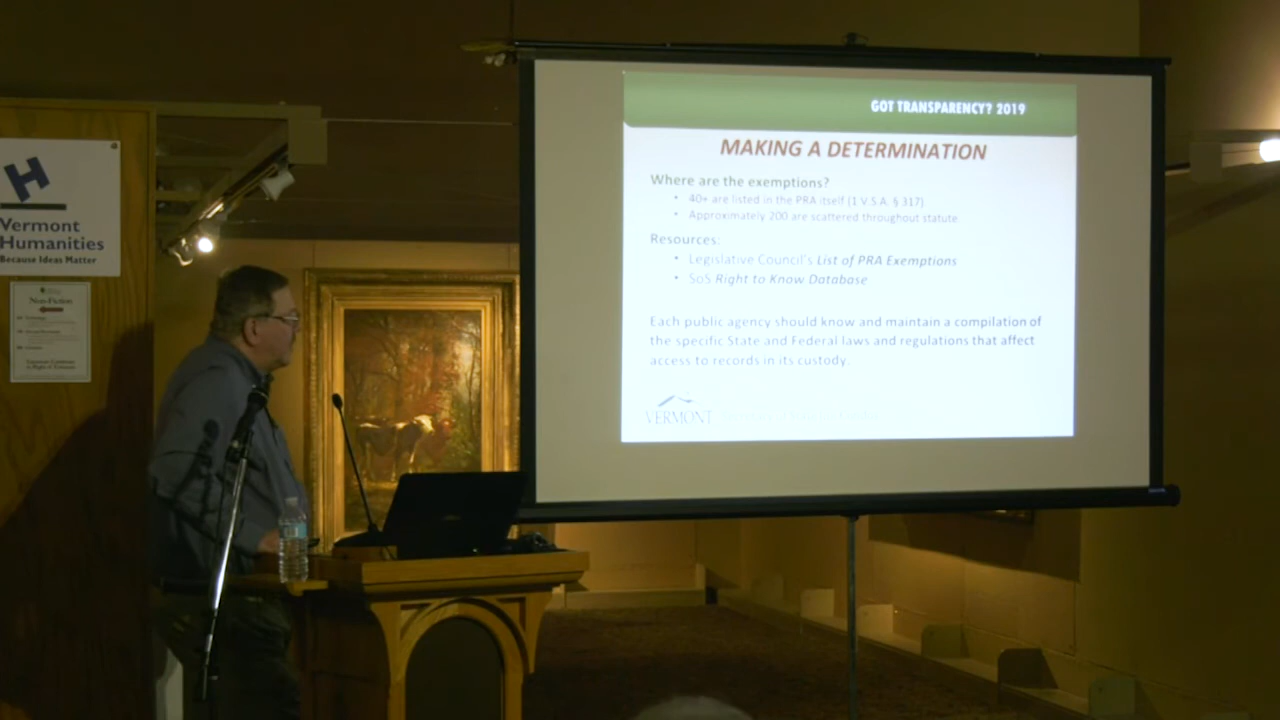 Vermont
Humanities
Because Ideas Matter
Non-Fiction
GOT TRANSPARENCY? 2019
MAKING A DETERMINATION
Where are the exemptions?
• 40+ are listed in the PRA itself (1 V.S.A. § 317)
• Approximately 200 are scattered throughout statute.
Resources:
• Legislative Council's List of PRA Exemptions
• SoS Right to Know Database
Each public agency should know and maintain a compilation of
the specific State and Federal laws and regulations that affect
access to records in its custody.
VERMONT